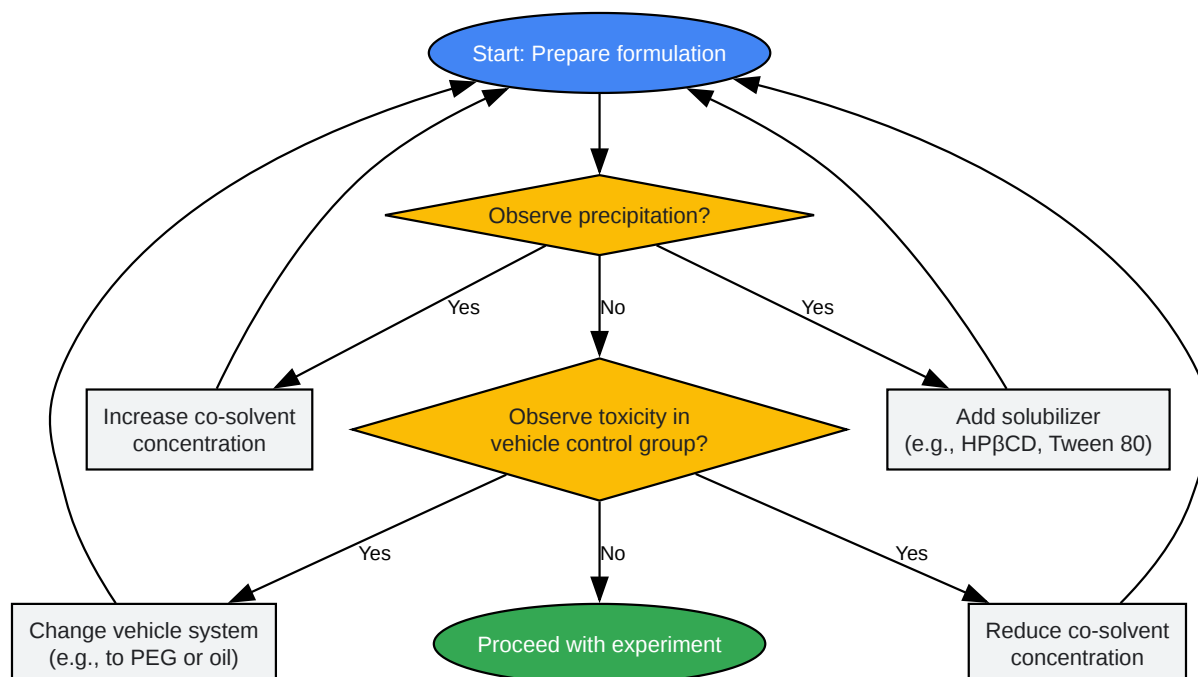 Start: Prepare formulation
Observe precipitation?
Yes
No
Yes
Increase co-solvent
concentration
Observe toxicity in
vehicle control group?
Add solubilizer
(e.g., HPβCD, Tween 80)
Yes
No
Yes
Change vehicle system
(e.g., to PEG or oil)
Proceed with experiment
Reduce co-solvent
concentration